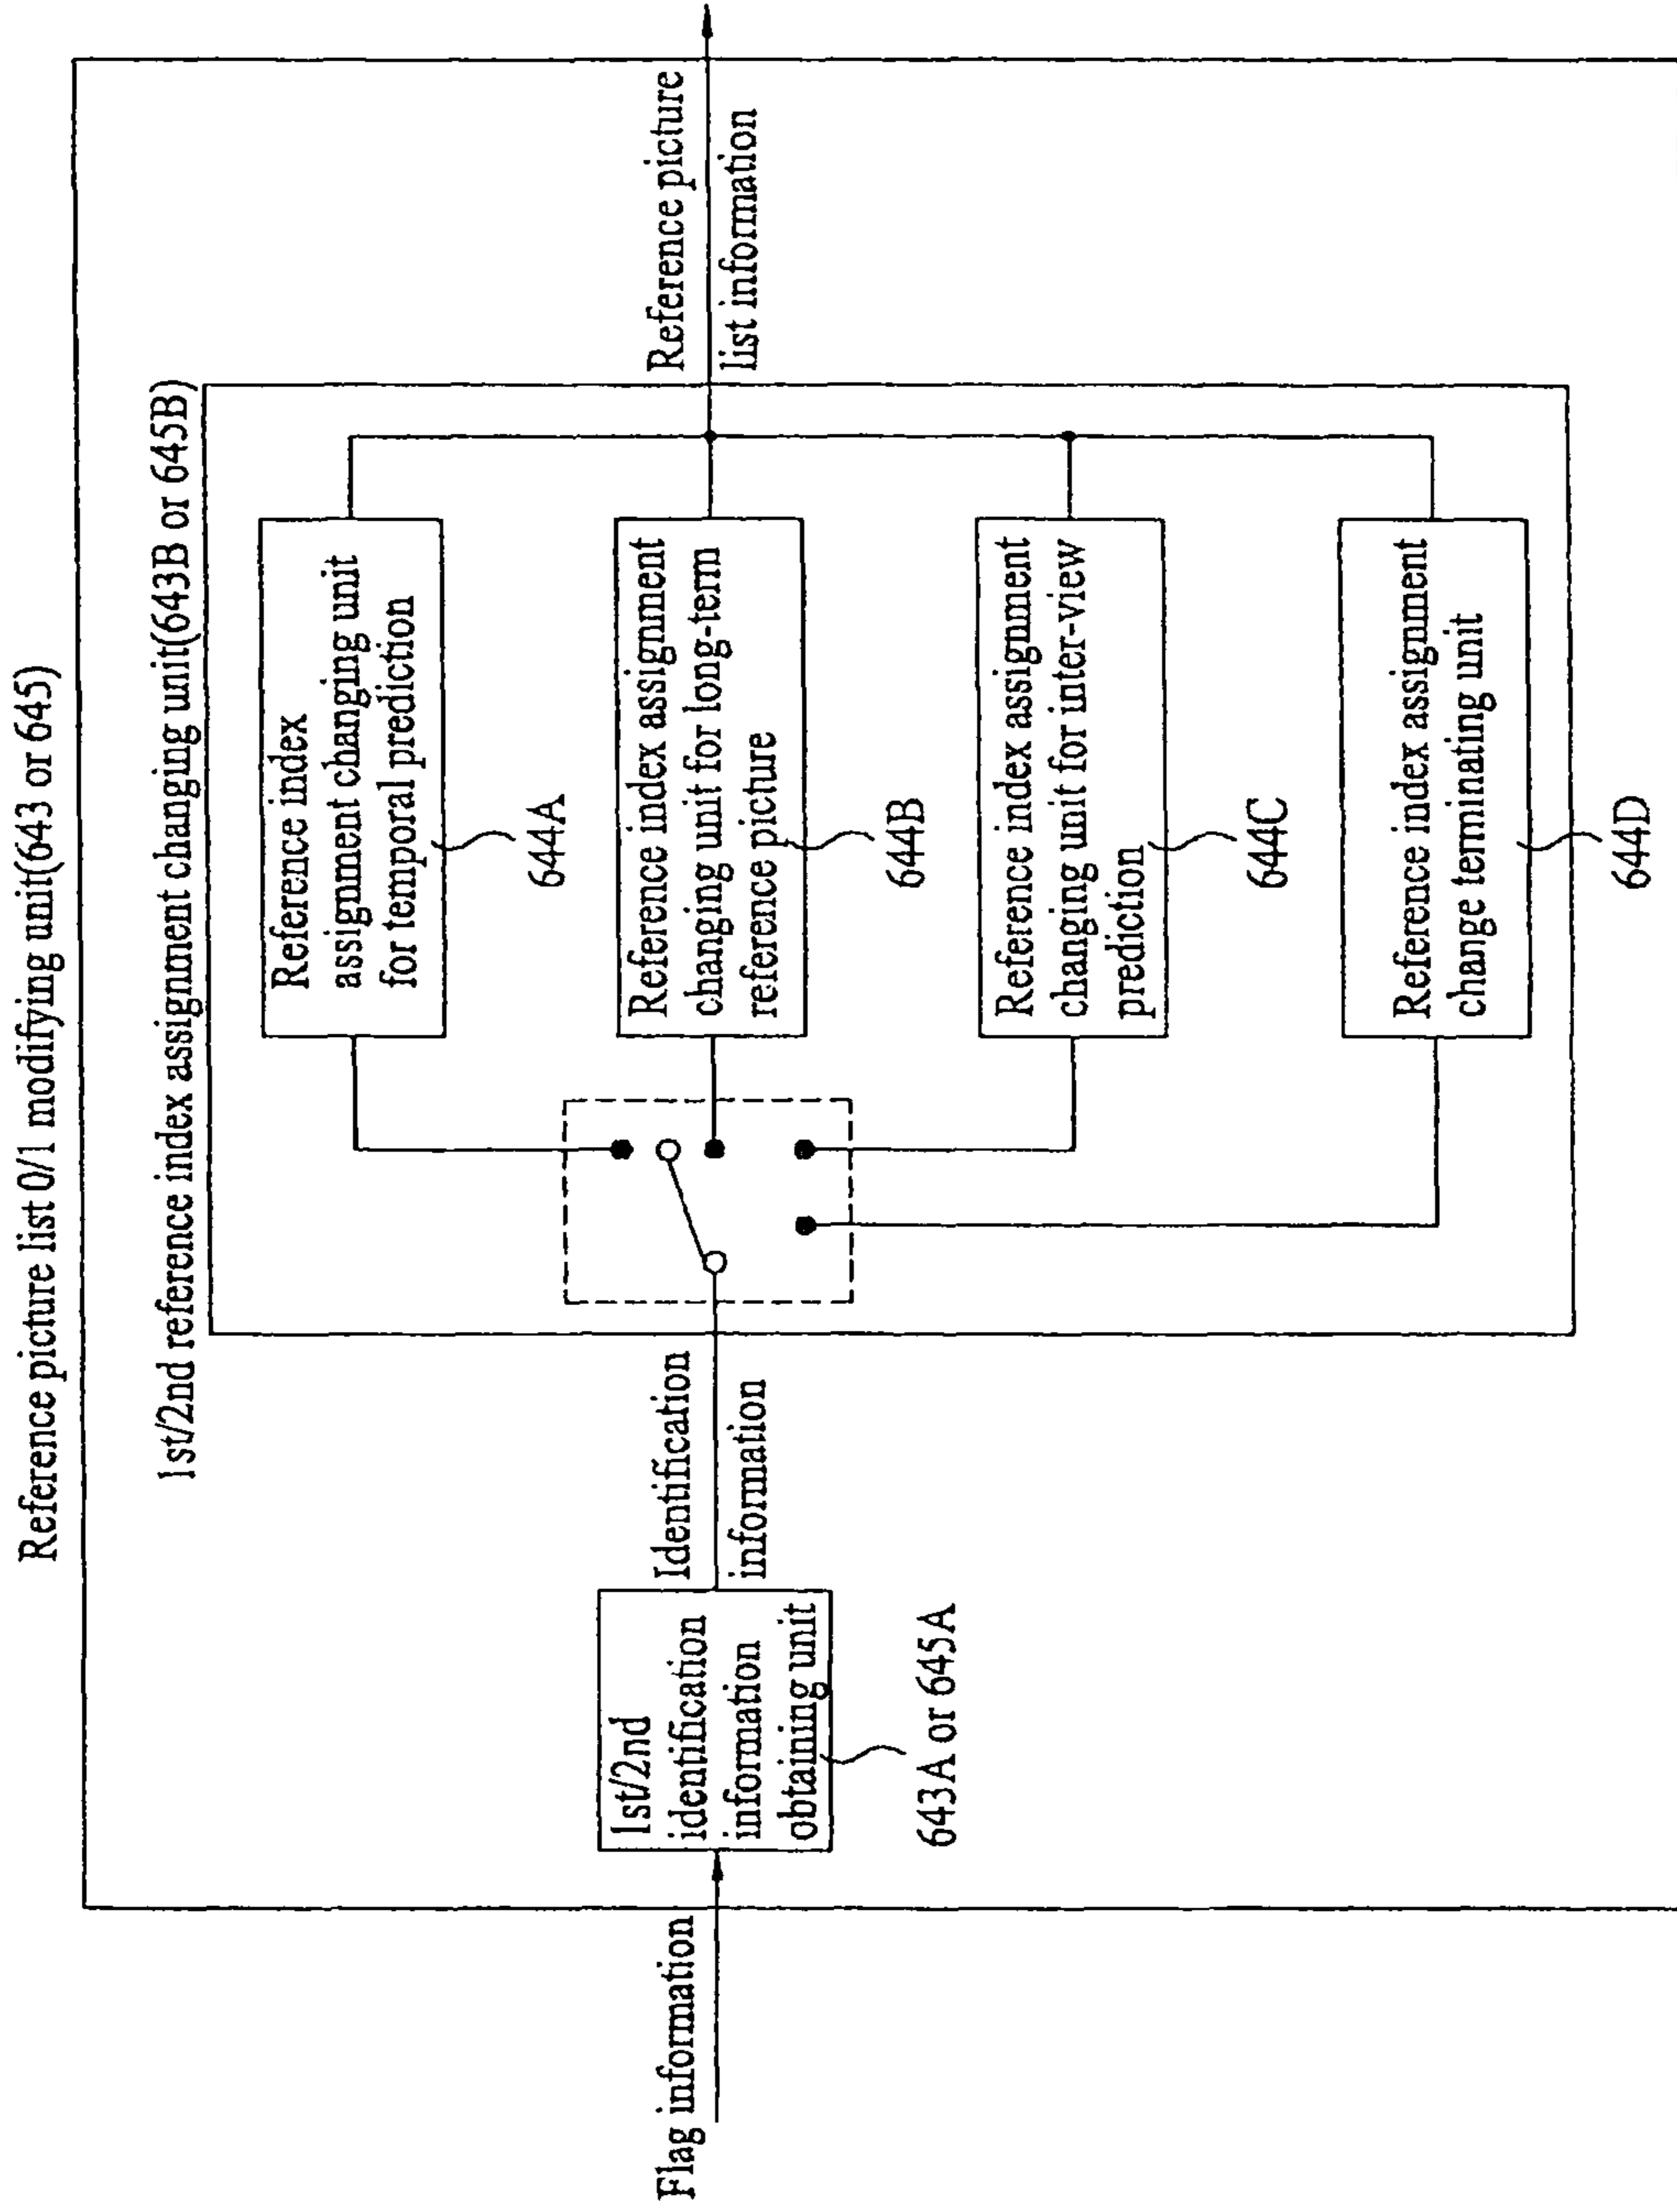 Reference picture list 0/1 modifying unit(643 or 645)
1st/2nd reference index assignment changing unit(643B or 645B)
Flag information
1st/2nd
identification
information
obtaining unit
643A or 645A
Identification
information
Reference index
assignment changing unit
for temporal prediction
644A
Reference index assignment
changing unit for long-term
reference picture
644B
Reference index assignment
changing unit for inter-view
prediction
644C
Reference index assignment
change terminating unit
644D
Reference picture
list information